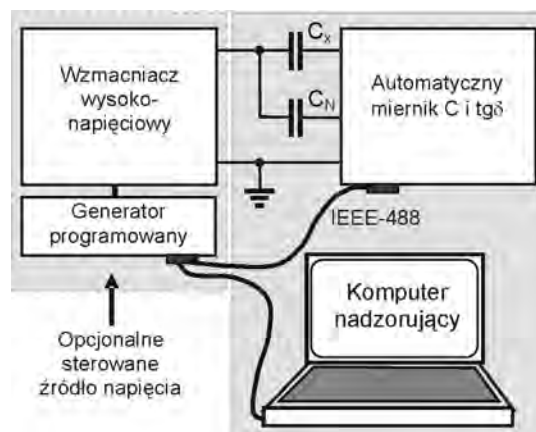 Wzmacniacz
wysoko-
napięciowy
Cx
CN
Automatyczny
miernik C i tgδ
Generator
programowany
IEEE-488
Opcjonalne
sterowane
źródło napięcia
Komputer
nadzorujący